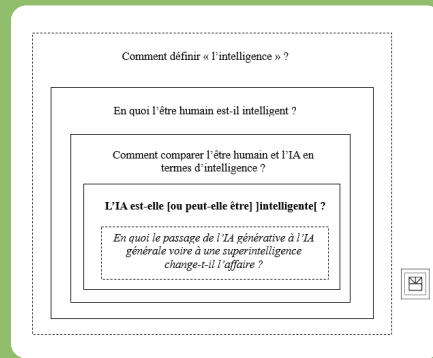 Comment définir « l’intelligence » ?
En quoi l’être humain est-il intelligent ?
Comment comparer l’être humain et l’IA en
termes d’intelligence ?
L’IA est-elle [ou peut-elle être] ]intelligente[ ?
En quoi le passage de l’IA générative à l’IA
générale voire à une superintelligence
change-t-il l’affaire ?